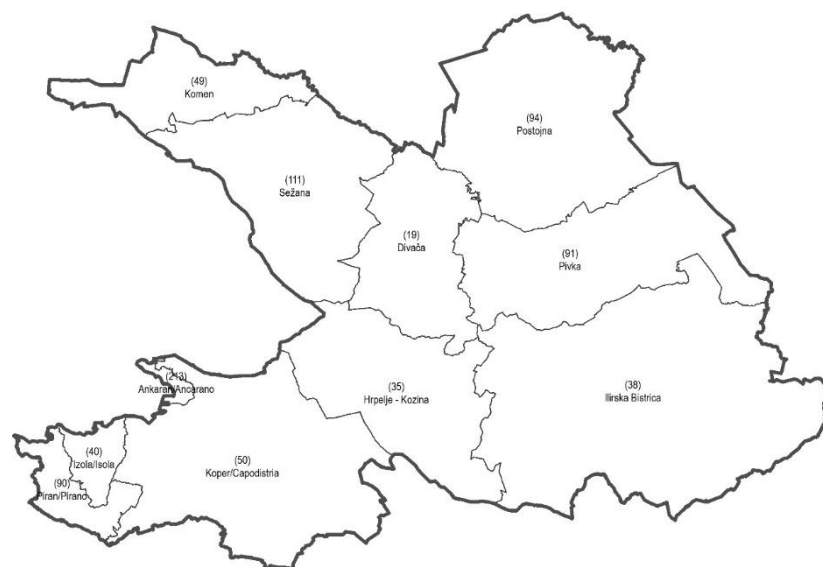 (49)
Komen
(94)
Postojna
(111)
Sežana
(19)
Divača
(91)
Pivka
(213)
Ankaran/Ancarano
(35)
Hrpelje - Kozina
(38)
Ilirska Bistrica
(40)
Izola/Isola
(50)
Koper/Capodistria
(90)
Piran/Pirano